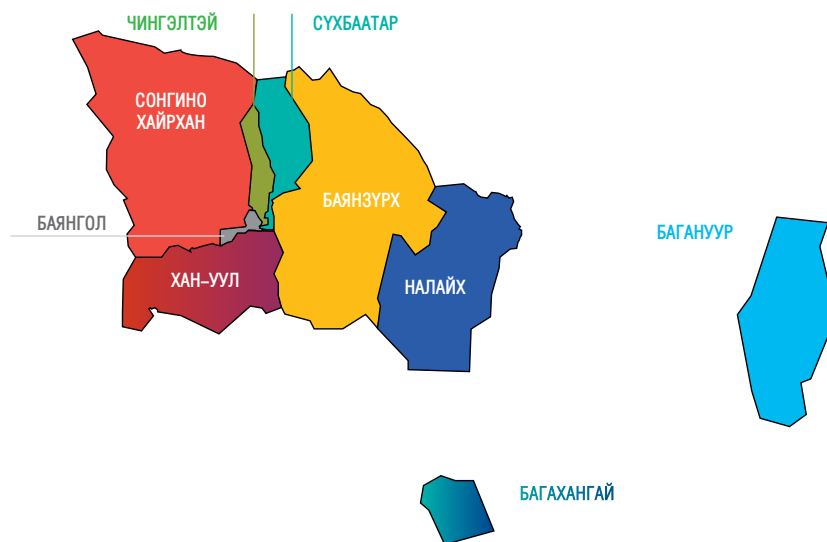 ЧИНГЭЛТЭЙ
СҮХБААТАР
СОНГИНО
ХАЙРХАН
БАЯНЗҮРХ
БАЯНГОЛ
БАГАНУУР
ХАН–УУЛ
НАЛАЙХ
БАГАХАНГАЙ